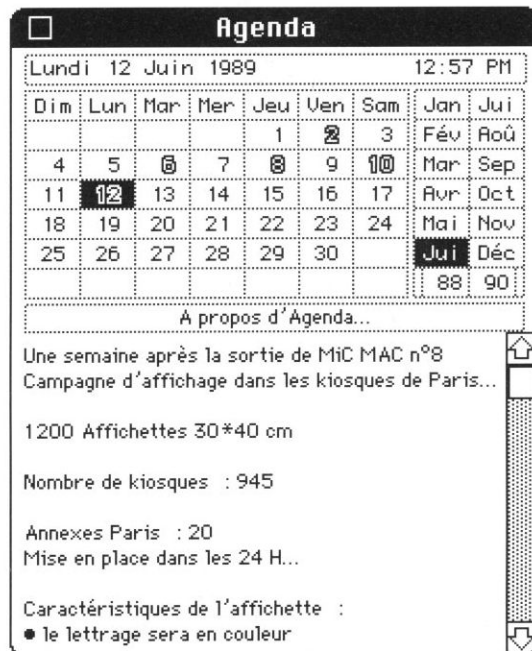 Agenda
Lundi 12 Juin 1989 12:57 PM
Dim Lun Mar Mer Jeu Ven Sam Jan Jui
1 2 3 Fév Aoû
4 5 6 7 8 9 10 Mar Sep
11 12 13 14 15 16 17 Avr Oct
18 19 20 21 22 23 24 Mai Nov
25 26 27 28 29 30 Jui Déc
88 90
A propos d'Agenda...
Une semaine après la sortie de MiC MAC n°8
Campagne d'affichage dans les kiosques de Paris...
1200 Affichettes 30*40 cm
Nombre de kiosques : 945
Annexes Paris : 20
Mise en place dans les 24 H...
Caractéristiques de l'affichette :
● le lettrage sera en couleur